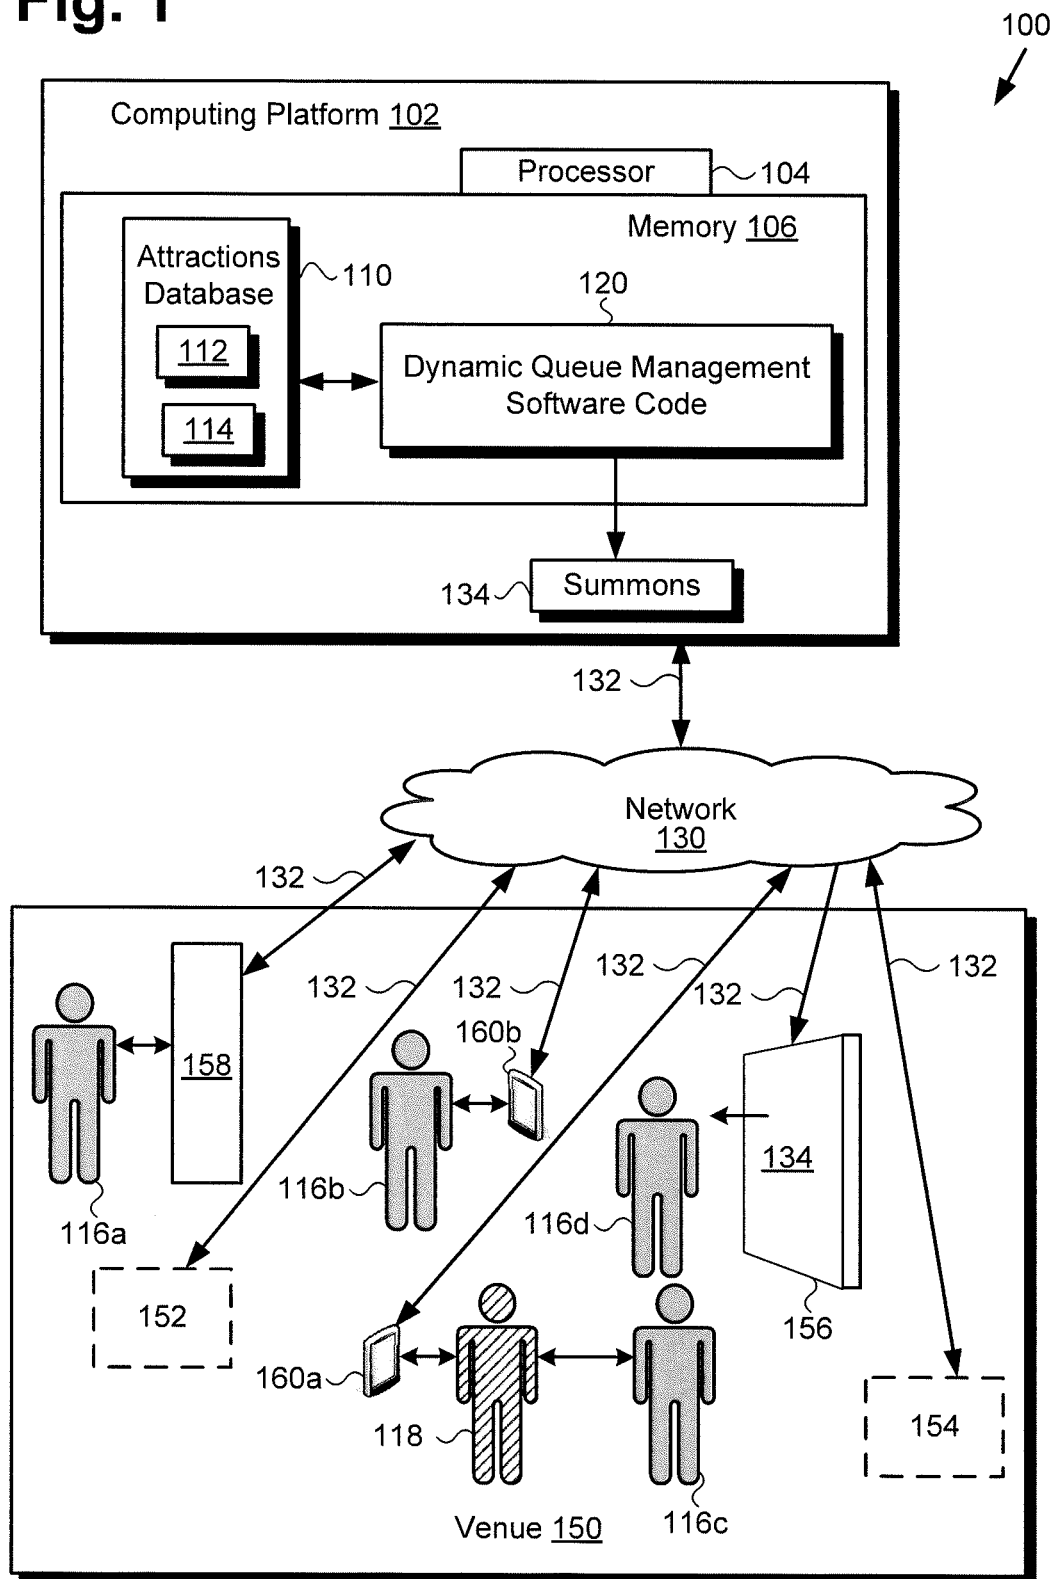 Fig. 1
100
Computing Platform 102
Processor
104
Memory 106
Attractions
Database
110
120
112
Dynamic Queue Management
Software Code
114
134
Summons
132
Network
130
132
132
132
132
132
132
160b
158
134
116b
116a
116d
152
156
160a
118
154
116c
Venue 150